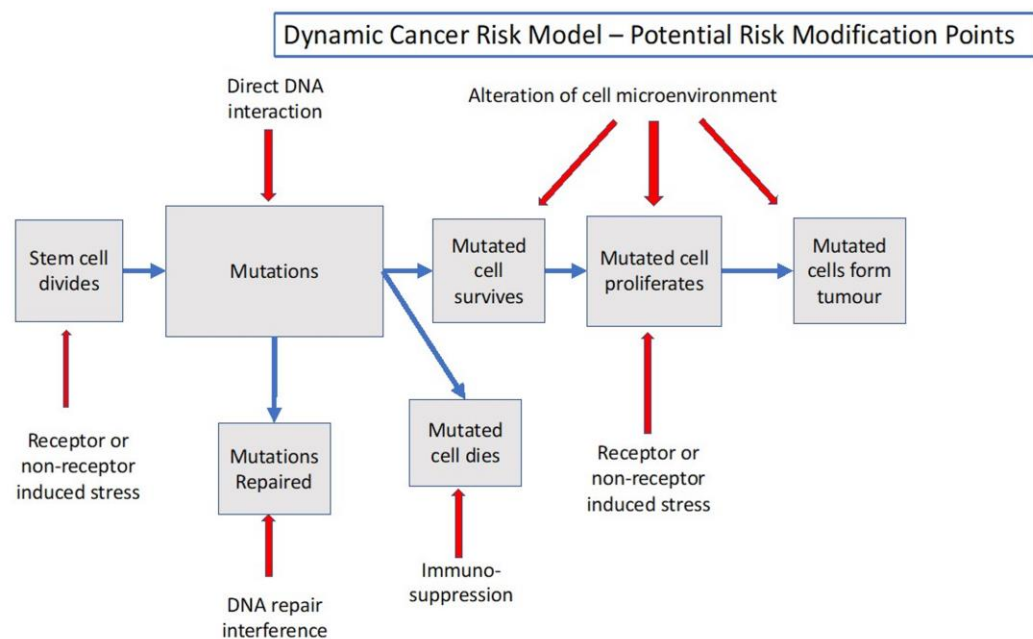 Dynamic Cancer Risk Model – Potential Risk Modification Points
Direct DNA
interaction
Alteration of cell microenvironment
Stem cell
divides
Mutations
Mutated
cell
survives
Mutated cell
proliferates
Mutated
cells form
tumour
Receptor or
non-receptor
induced stress
Mutations
Repaired
Mutated
cell dies
Receptor or
non-receptor
induced stress
DNA repair
interference
Immuno-
suppression